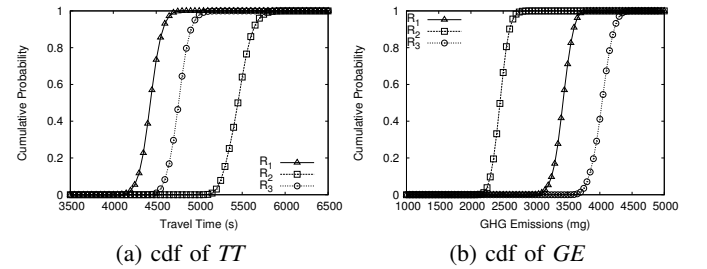 1
0.8
0.6
0.4
0.2
0
Cumulative Probability
R1
R2
R3
3500 4000 4500 5000 5500 6000 6500
Travel Time (s)
(a) cdf of TT
1
0.8
0.6
0.4
0.2
0
Cumulative Probability
R1
R2
R3
1000 1500 2000 2500 3000 3500 4000 4500 5000
GHG Emissions (mg)
(b) cdf of GE